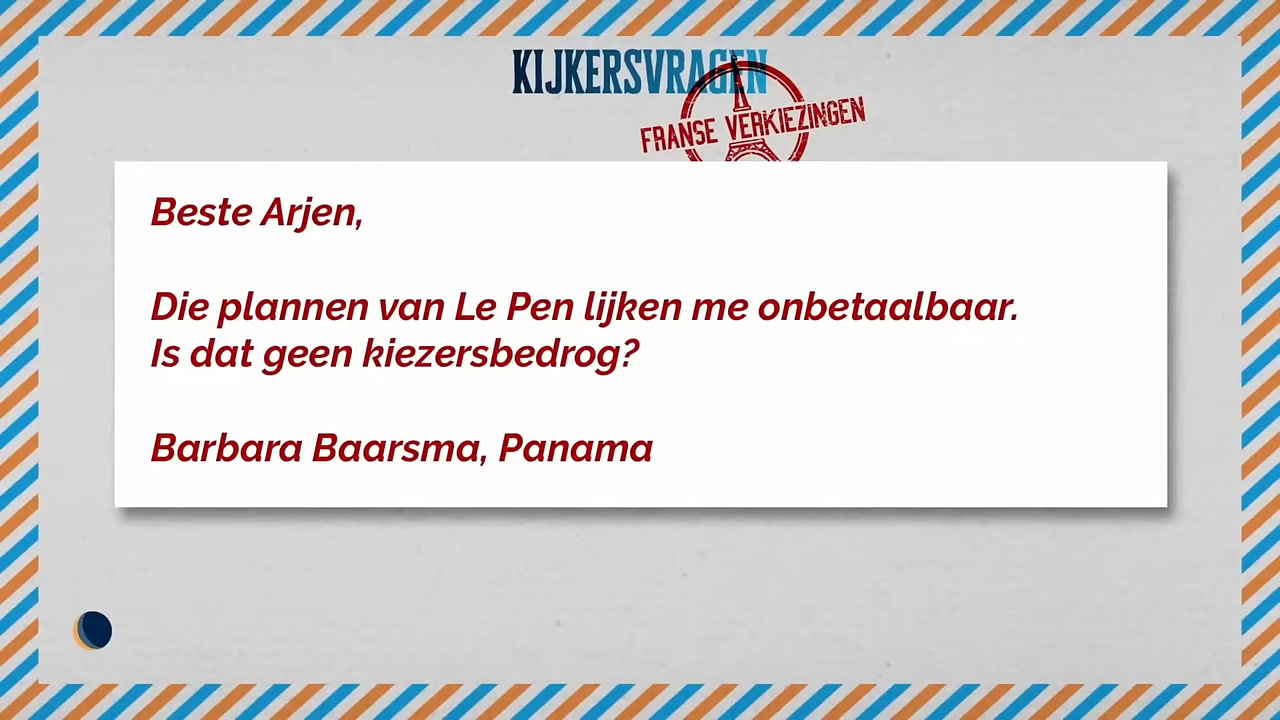 KIJKERSVRAGEN
FRANSE VERKIEZINGEN
Beste Arjen,
Die plannen van Le Pen lijken me onbetaalbaar.
Is dat geen kiezersbedrog?
Barbara Baarsma, Panama